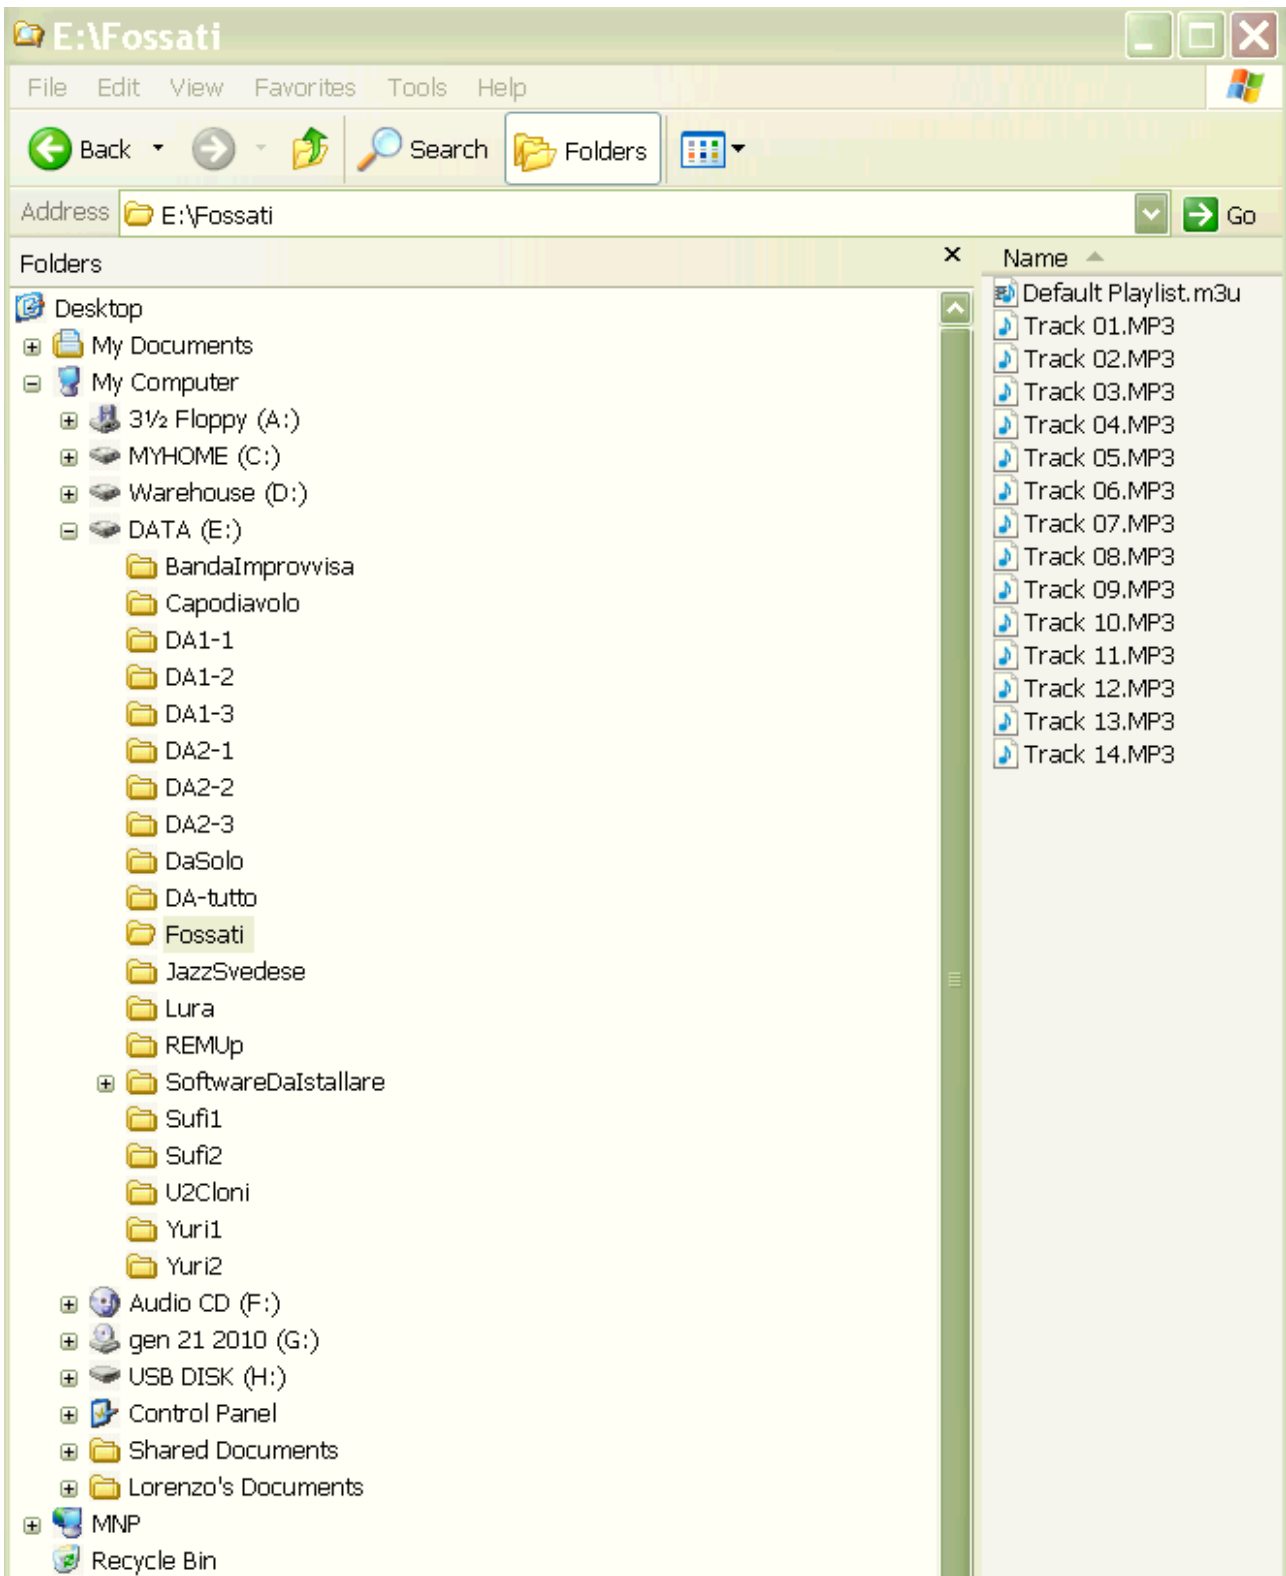 E:\Fossati
File Edit View Favorites Tools Help
Back Search Folders
Address E:\Fossati Go
Folders
Desktop
My Documents
My Computer
3½ Floppy (A:)
MYHOME (C:)
Warehouse (D:)
DATA (E:)
BandaImprovvisa
Capodiavolo
DA1-1
DA1-2
DA1-3
DA2-1
DA2-2
DA2-3
DaSolo
DA-tutto
Fossati
JazzSvedese
Lura
REMUp
SoftwareDaIstallare
Sufi1
Sufi2
U2Cloni
Yuri1
Yuri2
Audio CD (F:)
gen 21 2010 (G:)
USB DISK (H:)
Control Panel
Shared Documents
Lorenzo's Documents
MNP
Recycle Bin
Name
Default Playlist.m3u
Track 01.MP3
Track 02.MP3
Track 03.MP3
Track 04.MP3
Track 05.MP3
Track 06.MP3
Track 07.MP3
Track 08.MP3
Track 09.MP3
Track 10.MP3
Track 11.MP3
Track 12.MP3
Track 13.MP3
Track 14.MP3